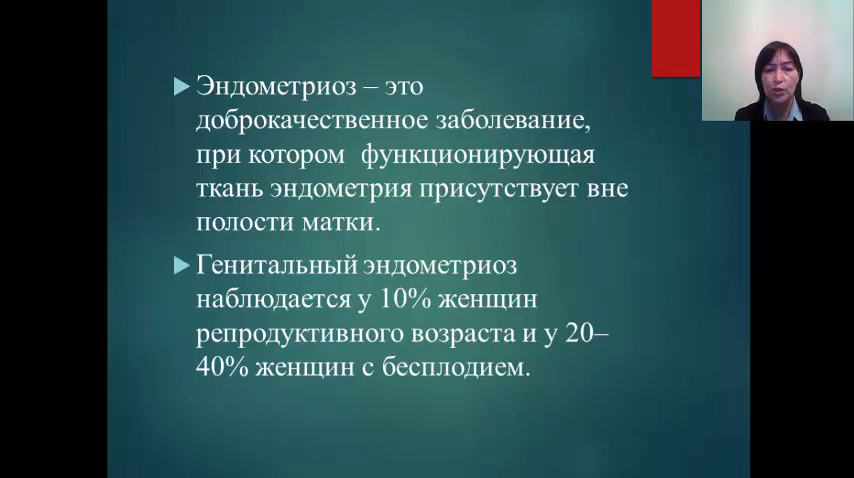 Эндометриоз – это
доброкачественное заболевание,
при котором функционирующая
ткань эндометрия присутствует вне
полости матки.
Генитальный эндометриоз
наблюдается у 10% женщин
репродуктивного возраста и у 20–
40% женщин с бесплодием.